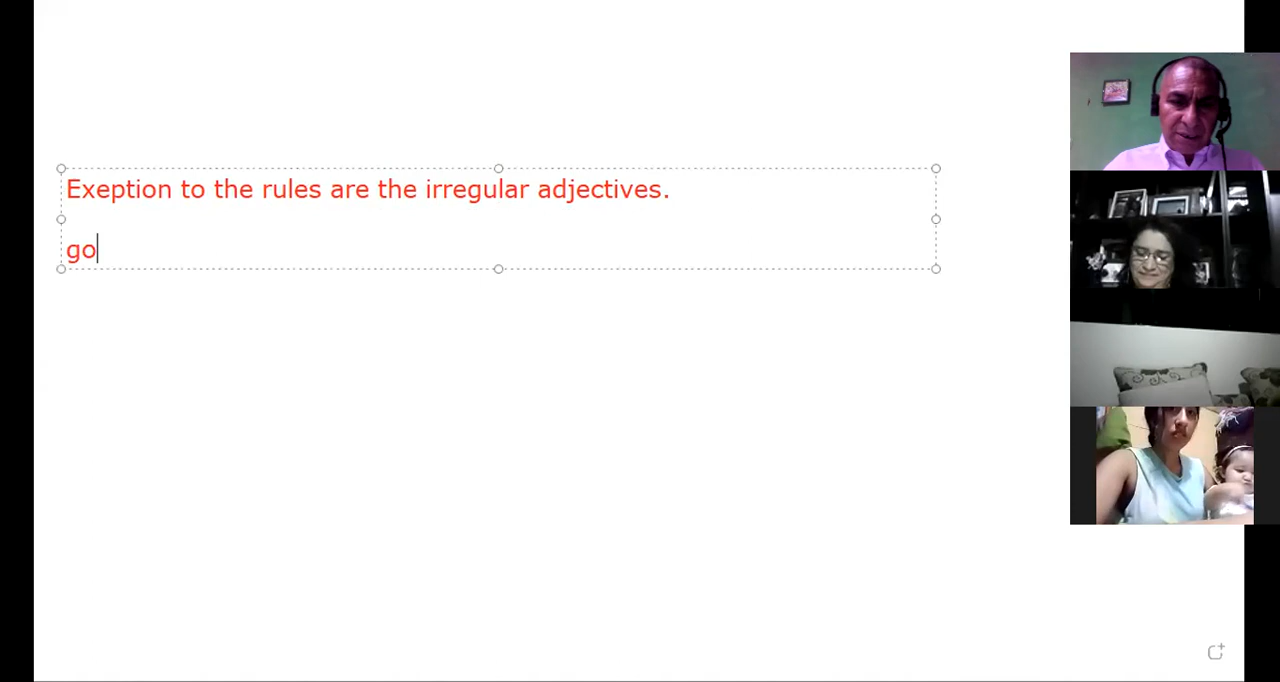 Exeption to the rules are the irregular adjectives.
go